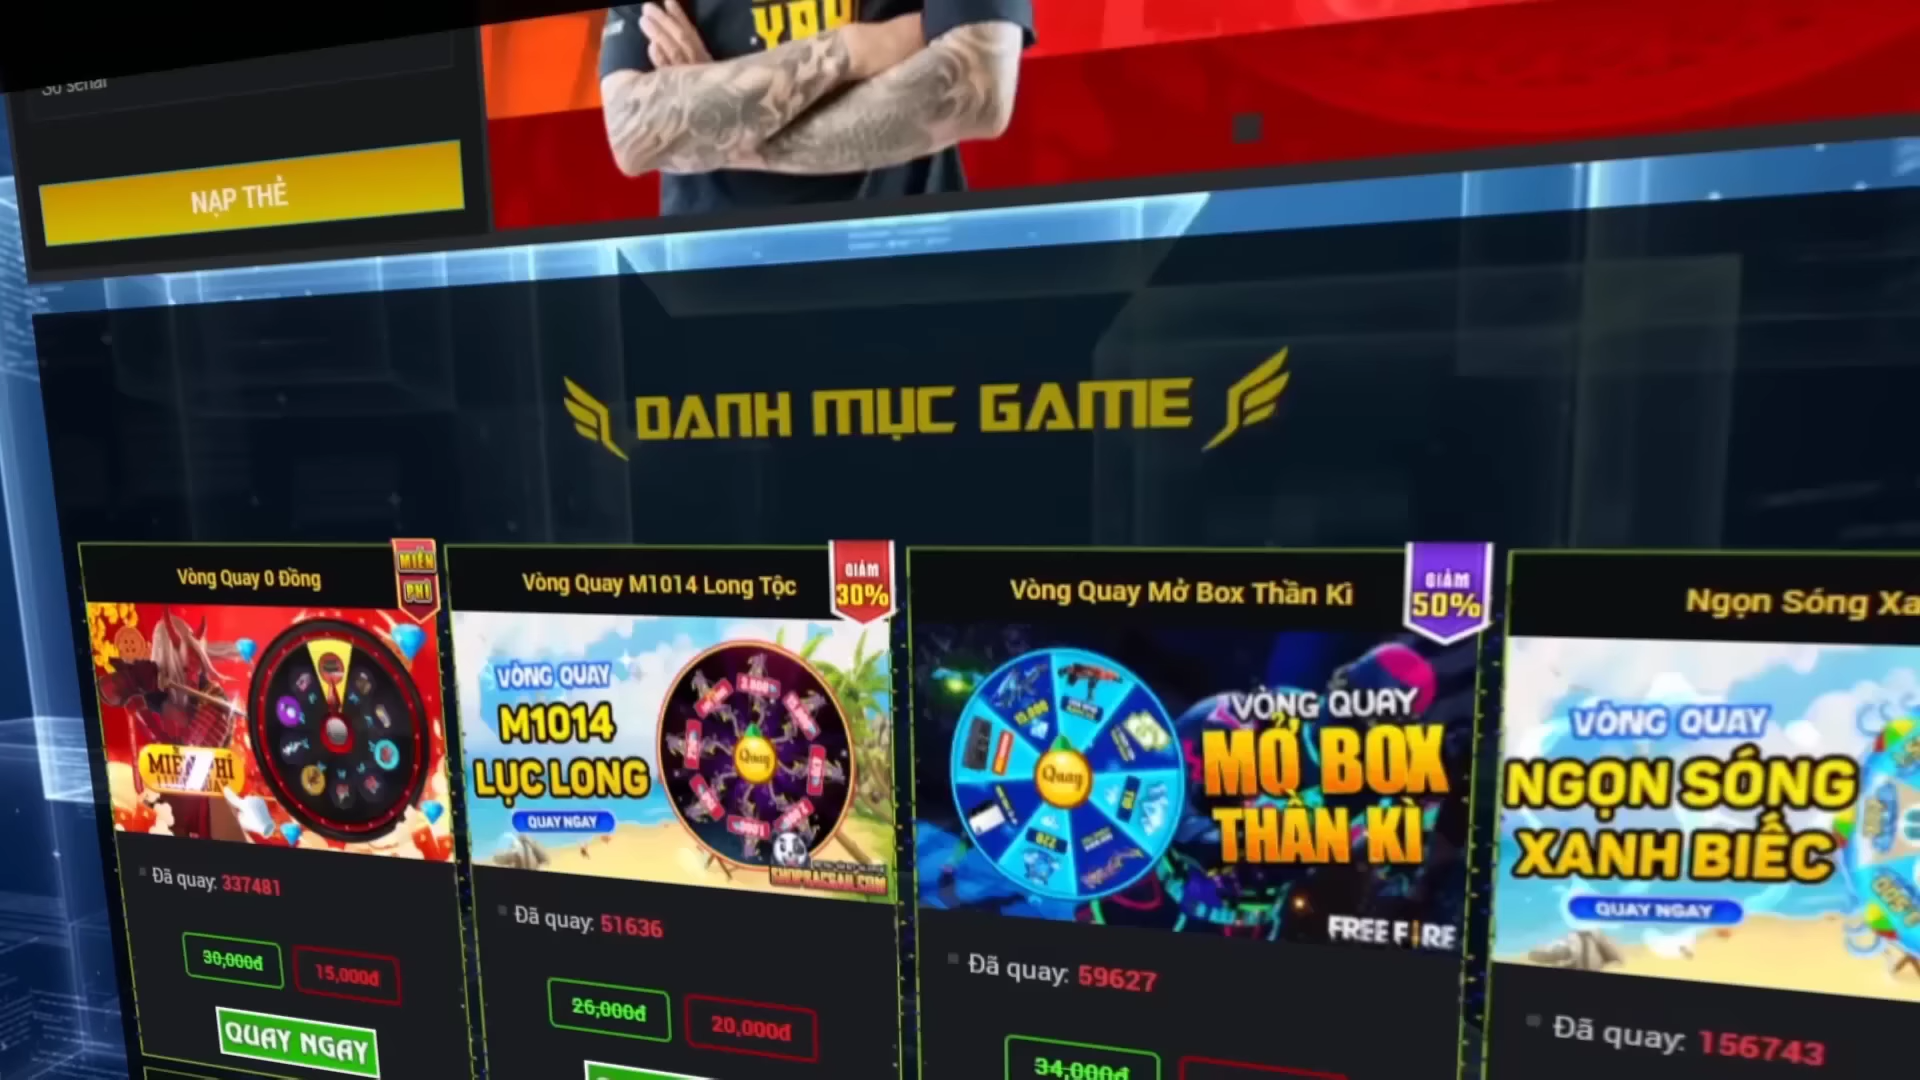 Số serial
NẠP THẺ
DANH MỤC GAME
Vòng Quay 0 Đồng
MIỄN
PHÍ
Đã quay: 337481
30,000đ
15,000đ
QUAY NGAY
Vòng Quay M1014 Long Tộc
GIẢM
30%
VÒNG QUAY
M1014
LỤC LONG
QUAY NGAY
Quay
Đã quay: 51636
26,000đ
20,000đ
Vòng Quay Mở Box Thần Kì
GIẢM
50%
Quay
VÒNG QUAY
MỞ BOX
THẦN KÌ
FREE FIRE
Đã quay: 59627
34,000đ
Ngọn Sóng Xa
VÒNG QUAY
NGỌN SÓNG
XANH BIẾC
QUAY NGAY
Đã quay: 156743